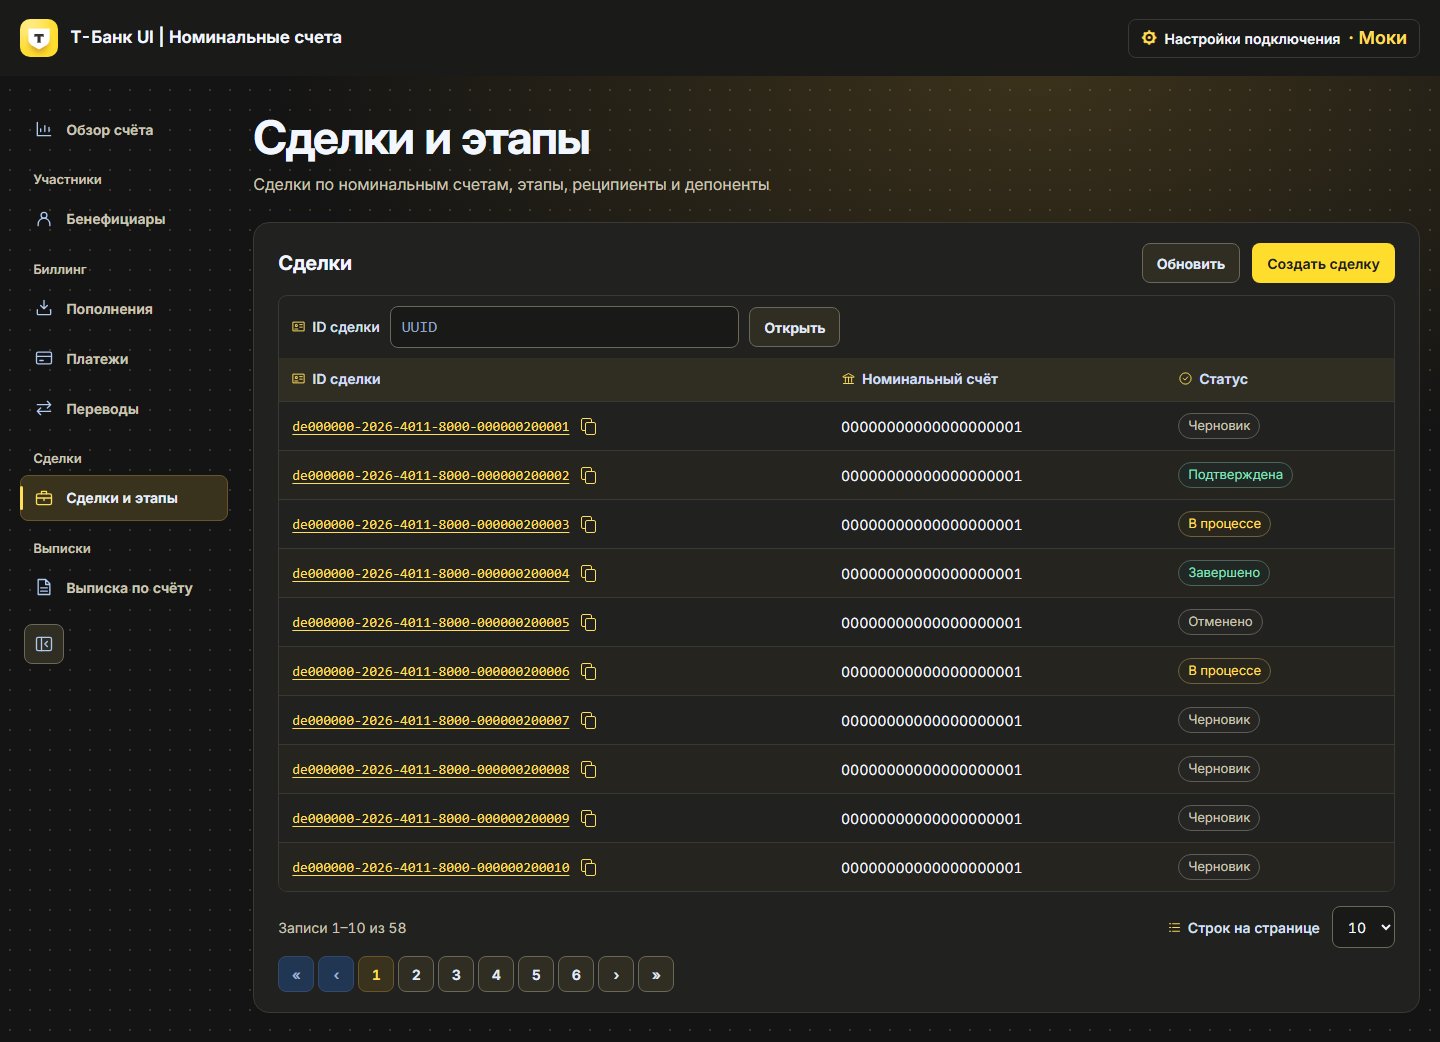 Т-Банк UI | Номинальные счета
Настройки подключения · Моки
Обзор счёта
Участники
Бенефициары
Биллинг
Пополнения
Платежи
Переводы
Сделки
Сделки и этапы
Выписки
Выписка по счёту
Сделки и этапы
Сделки по номинальным счетам, этапы, реципиенты и депоненты
Сделки
Обновить
Создать сделку
ID сделки UUID Открыть
ID сделки Номинальный счёт Статус
de000000-2026-4011-8000-000000200001 00000000000000000001 Черновик
de000000-2026-4011-8000-000000200002 00000000000000000001 Подтверждена
de000000-2026-4011-8000-000000200003 00000000000000000001 В процессе
de000000-2026-4011-8000-000000200004 00000000000000000001 Завершено
de000000-2026-4011-8000-000000200005 00000000000000000001 Отменено
de000000-2026-4011-8000-000000200006 00000000000000000001 В процессе
de000000-2026-4011-8000-000000200007 00000000000000000001 Черновик
de000000-2026-4011-8000-000000200008 00000000000000000001 Черновик
de000000-2026-4011-8000-000000200009 00000000000000000001 Черновик
de000000-2026-4011-8000-000000200010 00000000000000000001 Черновик
Записи 1–10 из 58
Строк на странице 10
« ‹ 1 2 3 4 5 6 › »